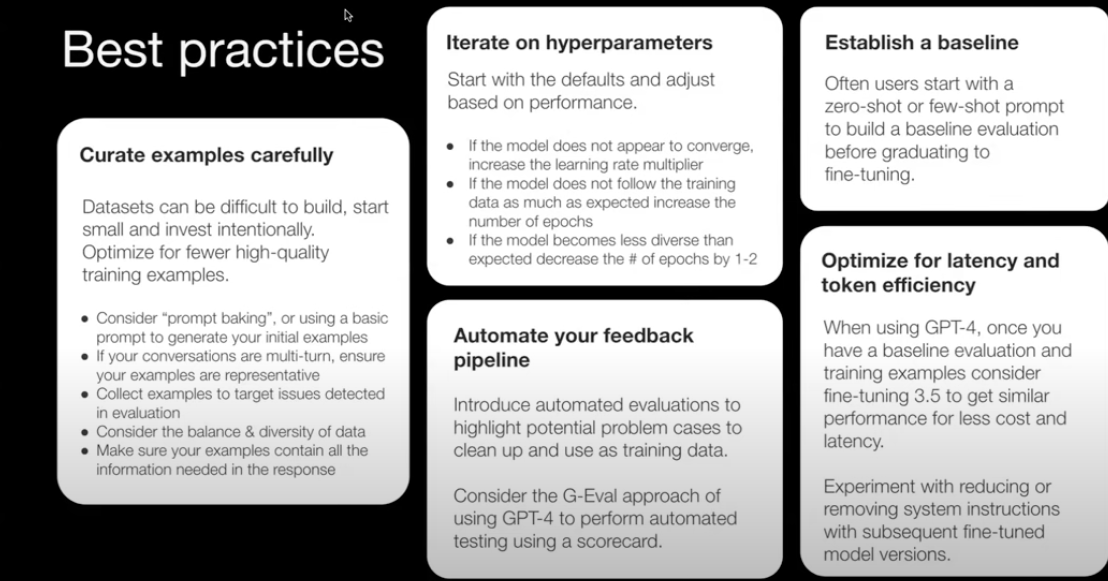 Best practices
Curate examples carefully
Datasets can be difficult to build, start
small and invest intentionally.
Optimize for fewer high-quality
training examples.
● Consider “prompt baking”, or using a basic
prompt to generate your initial examples
● If your conversations are multi-turn, ensure
your examples are representative
● Collect examples to target issues detected
in evaluation
● Consider the balance & diversity of data
● Make sure your examples contain all the
information needed in the response
Iterate on hyperparameters
Start with the defaults and adjust
based on performance.
● If the model does not appear to converge,
increase the learning rate multiplier
● If the model does not follow the training
data as much as expected increase the
number of epochs
● If the model becomes less diverse than
expected decrease the # of epochs by 1-2
Automate your feedback
pipeline
Introduce automated evaluations to
highlight potential problem cases to
clean up and use as training data.
Consider the G-Eval approach of
using GPT-4 to perform automated
testing using a scorecard.
Establish a baseline
Often users start with a
zero-shot or few-shot prompt
to build a baseline evaluation
before graduating to
fine-tuning.
Optimize for latency and
token efficiency
When using GPT-4, once you
have a baseline evaluation and
training examples consider
fine-tuning 3.5 to get similar
performance for less cost and
latency.
Experiment with reducing or
removing system instructions
with subsequent fine-tuned
model versions.